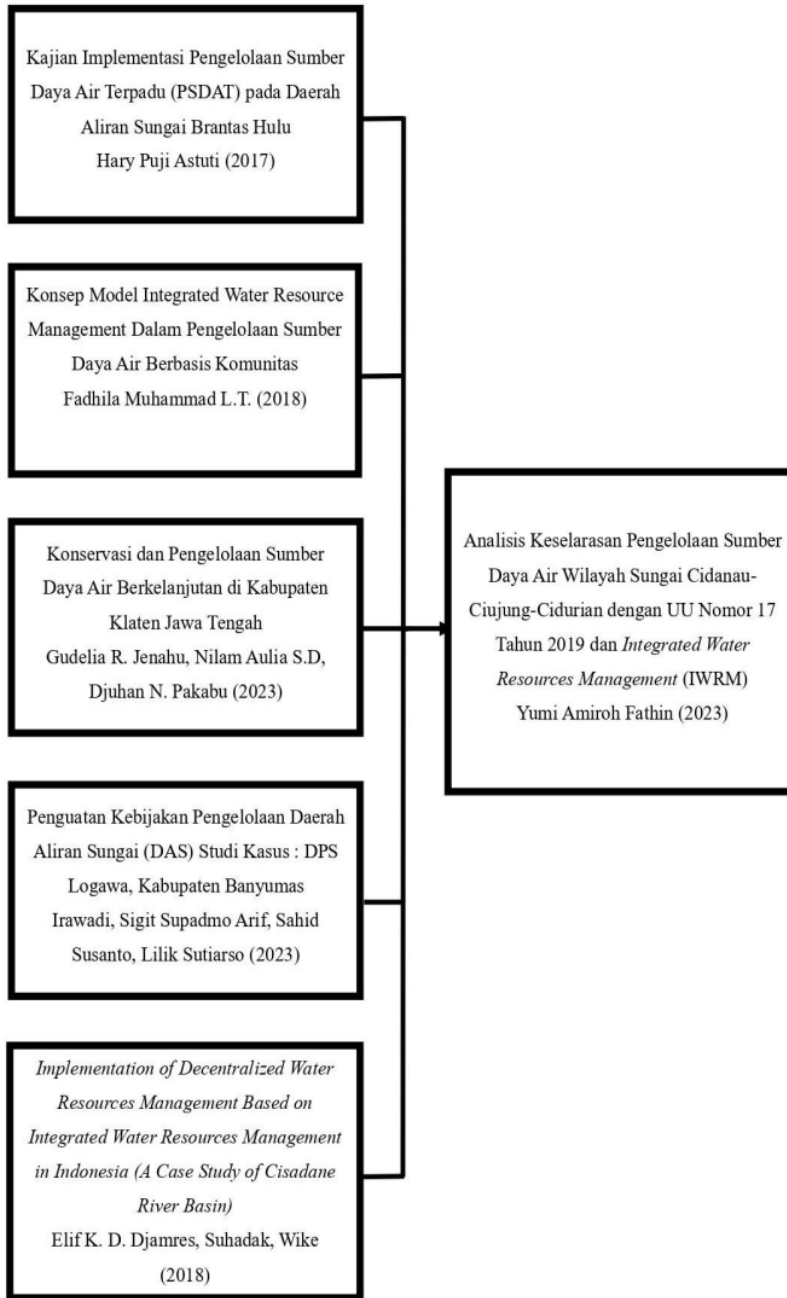 Kajian Implementasi Pengelolaan Sumber
Daya Air Terpadu (PSDAT) pada Daerah
Aliran Sungai Brantas Hulu
Hary Puji Astuti (2017)
Konsep Model Integrated Water Resource
Management Dalam Pengelolaan Sumber
Daya Air Berbasis Komunitas
Fadhila Muhammad L.T. (2018)
Konservasi dan Pengelolaan Sumber
Daya Air Berkelanjutan di Kabupaten
Klaten Jawa Tengah
Gudelia R. Jenahu, Nilam Aulia S.D,
Djuhan N. Pakabu (2023)
Penguatan Kebijakan Pengelolaan Daerah
Aliran Sungai (DAS) Studi Kasus : DPS
Logawa, Kabupaten Banyumas
Irawadi, Sigit Supadmo Arif, Sahid
Susanto, Lilik Sutiarso (2023)
Implementation of Decentralized Water
Resources Management Based on
Integrated Water Resources Management
in Indonesia (A Case Study of Cisadane
River Basin)
Elif K. D. Djamres, Suhadak, Wike
(2018)
Analisis Keselarasan Pengelolaan Sumber
Daya Air Wilayah Sungai Cidanau-
Ciujung-Cidurian dengan UU Nomor 17
Tahun 2019 dan Integrated Water
Resources Management (IWRM)
Yumi Amiroh Fathin (2023)